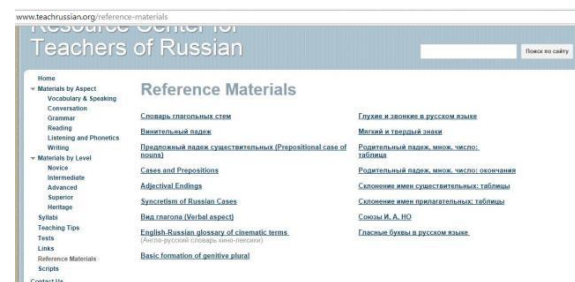 www.teachrussian.org/reference-materials
Resource Center for
Teachers of Russian
Поиск по сайту
Home
Materials by Aspect
Vocabulary & Speaking
Conversation
Grammar
Reading
Listening and Phonetics
Writing
Materials by Level
Novice
Intermediate
Advanced
Superior
Heritage
Syllabi
Teaching Tips
Tests
Links
Reference Materials
Scripts
Contact Us
Reference Materials
Словарь глагольных стем
Винительный падеж
Предложный падеж существительных (Prepositional case of
nouns)
Cases and Prepositions
Adjectival Endings
Syncretism of Russian Cases
Вид глагола (Verbal aspect)
English-Russian glossary of cinematic terms
(Англо-русский словарь кино-лексики)
Basic formation of genitive plural
Глухие и звонкие в русском языке
Мягкий и твердый знаки
Родительный падеж, множ. число:
таблица
Родительный падеж, множ. число: окончания
Склонение имен существительных: таблицы
Склонение имен прилагательных: таблицы
Союзы И, А, НО
Гласные буквы в русском языке